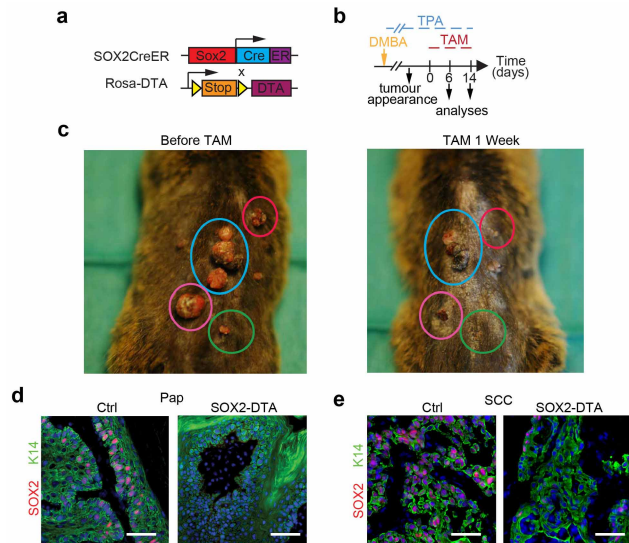 a
SOX2CreER
Sox2 Cre ER
x
Rosa-DTA
Stop DTA
b
TPA
DMBA
TAM
Time
(days)
0 6 14
tumour
appearance
analyses
c
Before TAM
TAM 1 Week
d
Pap
Ctrl
SOX2-DTA
SOX2 K14
e
SCC
Ctrl
SOX2-DTA
SOX2 K14